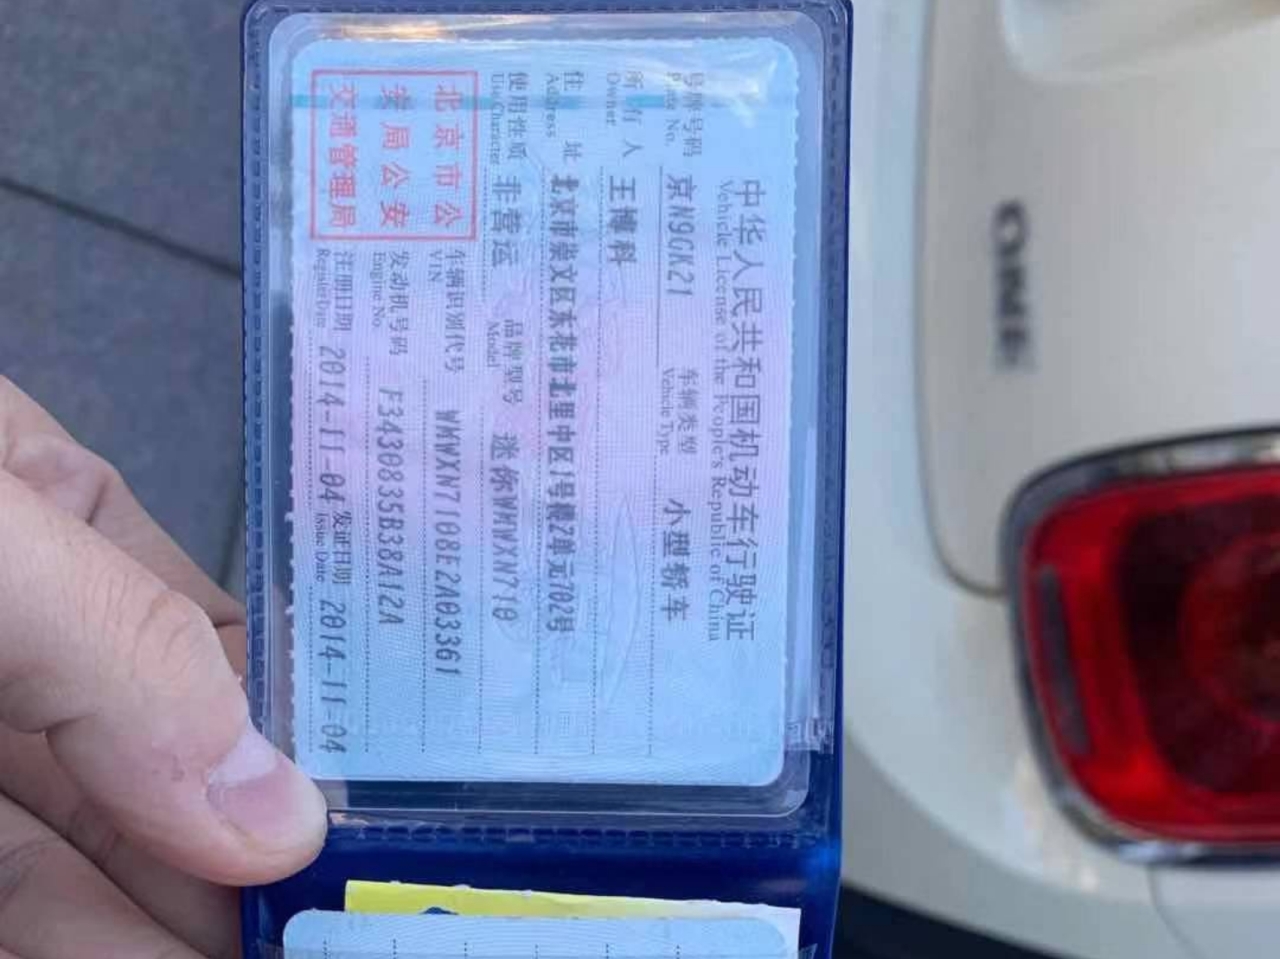 中华人民共和国机动车行驶证
Vehicle License of the People's Republic of China
号牌号码 京N9GK21 车辆类型 小型轿车
Plate No. Vehicle Type
所有人 王博科
Owner
住址 北京市崇文区东花市北里中区1号楼2单元702号
Address
使用性质 非营运 品牌型号 迷你WMWXN710
Use Character Model
北京市公
安局公安
交通管理局
车辆识别代号 WMWXN7108E2A03361
VIN
发动机号码 F3430835B38A12A
Engine No.
注册日期 2014-11-04 发证日期 2014-11-04
Register Date Issue Date
ONE